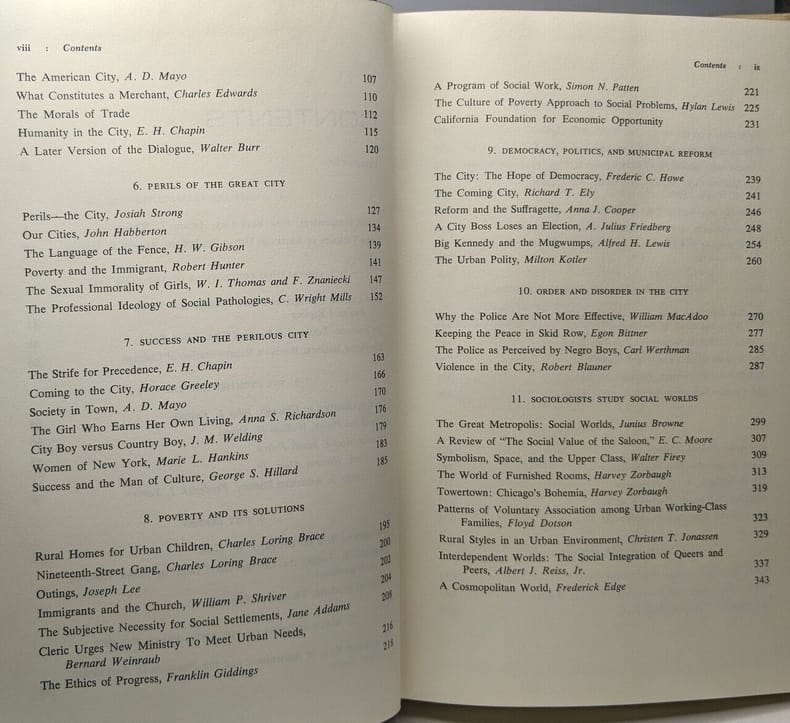 viii : Contents
The American City, A. D. Mayo 107
What Constitutes a Merchant, Charles Edwards 110
The Morals of Trade 112
Humanity in the City, E. H. Chapin 115
A Later Version of the Dialogue, Walter Burr 120
6. PERILS OF THE GREAT CITY
Perils—the City, Josiah Strong 127
Our Cities, John Habberton 134
The Language of the Fence, H. W. Gibson 139
Poverty and the Immigrant, Robert Hunter 141
The Sexual Immorality of Girls, W. I. Thomas and F. Znaniecki 147
The Professional Ideology of Social Pathologies, C. Wright Mills 152
7. SUCCESS AND THE PERILOUS CITY
The Strife for Precedence, E. H. Chapin 163
Coming to the City, Horace Greeley 166
Society in Town, A. D. Mayo 170
The Girl Who Earns Her Own Living, Anna S. Richardson 176
City Boy versus Country Boy, J. M. Welding 179
Women of New York, Marie L. Hankins 183
Success and the Man of Culture, George S. Hillard 185
8. POVERTY AND ITS SOLUTIONS
Rural Homes for Urban Children, Charles Loring Brace 195
Nineteenth-Street Gang, Charles Loring Brace 200
Outings, Joseph Lee 202
Immigrants and the Church, William P. Shriver 204
The Subjective Necessity for Social Settlements, Jane Addams 208
Cleric Urges New Ministry To Meet Urban Needs,
Bernard Weinraub 216
The Ethics of Progress, Franklin Giddings 218
Contents : ix
A Program of Social Work, Simon N. Patten 221
The Culture of Poverty Approach to Social Problems, Hylan Lewis 225
California Foundation for Economic Opportunity 231
9. DEMOCRACY, POLITICS, AND MUNICIPAL REFORM
The City: The Hope of Democracy, Frederic C. Howe 239
The Coming City, Richard T. Ely 241
Reform and the Suffragette, Anna J. Cooper 246
A City Boss Loses an Election, A. Julius Friedberg 248
Big Kennedy and the Mugwumps, Alfred H. Lewis 254
The Urban Polity, Milton Kotler 260
10. ORDER AND DISORDER IN THE CITY
Why the Police Are Not More Effective, William MacAdoo 270
Keeping the Peace in Skid Row, Egon Bittner 277
The Police as Perceived by Negro Boys, Carl Werthman 285
Violence in the City, Robert Blauner 287
11. SOCIOLOGISTS STUDY SOCIAL WORLDS
The Great Metropolis: Social Worlds, Junius Browne 299
A Review of "The Social Value of the Saloon," E. C. Moore 307
Symbolism, Space, and the Upper Class, Walter Firey 309
The World of Furnished Rooms, Harvey Zorbaugh 313
Towertown: Chicago's Bohemia, Harvey Zorbaugh 319
Patterns of Voluntary Association among Urban Working-Class
Families, Floyd Dotson 323
Rural Styles in an Urban Environment, Christen T. Jonassen 329
Interdependent Worlds: The Social Integration of Queers and
Peers, Albert J. Reiss, Jr. 337
A Cosmopolitan World, Frederick Edge 343